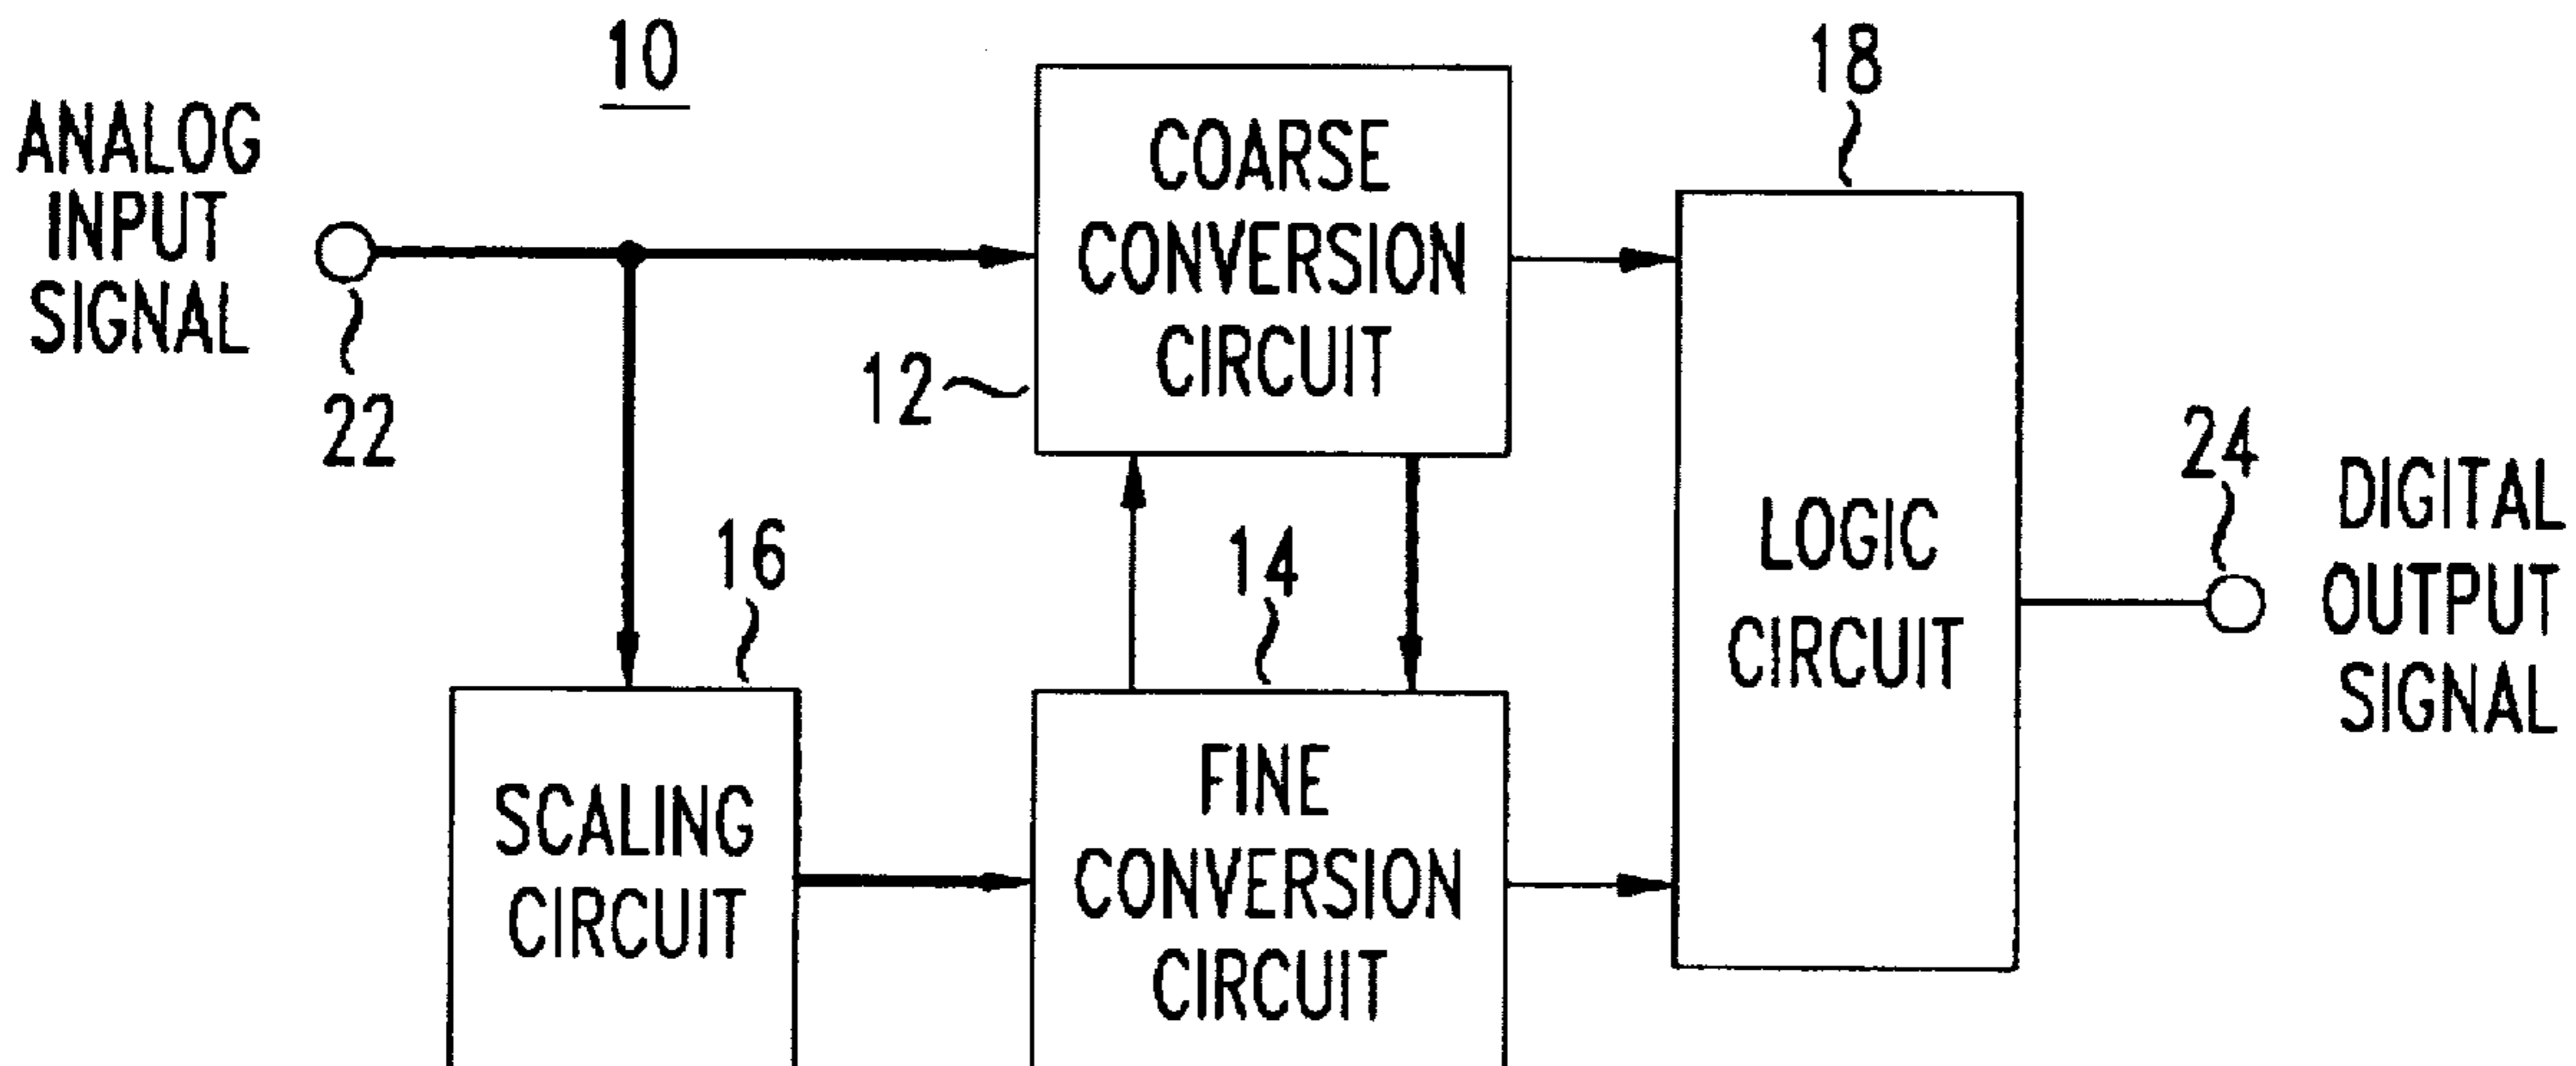 10
ANALOG
INPUT
SIGNAL
22
COARSE
CONVERSION
CIRCUIT
12
18
LOGIC
CIRCUIT
24
DIGITAL
OUTPUT
SIGNAL
16
SCALING
CIRCUIT
14
FINE
CONVERSION
CIRCUIT